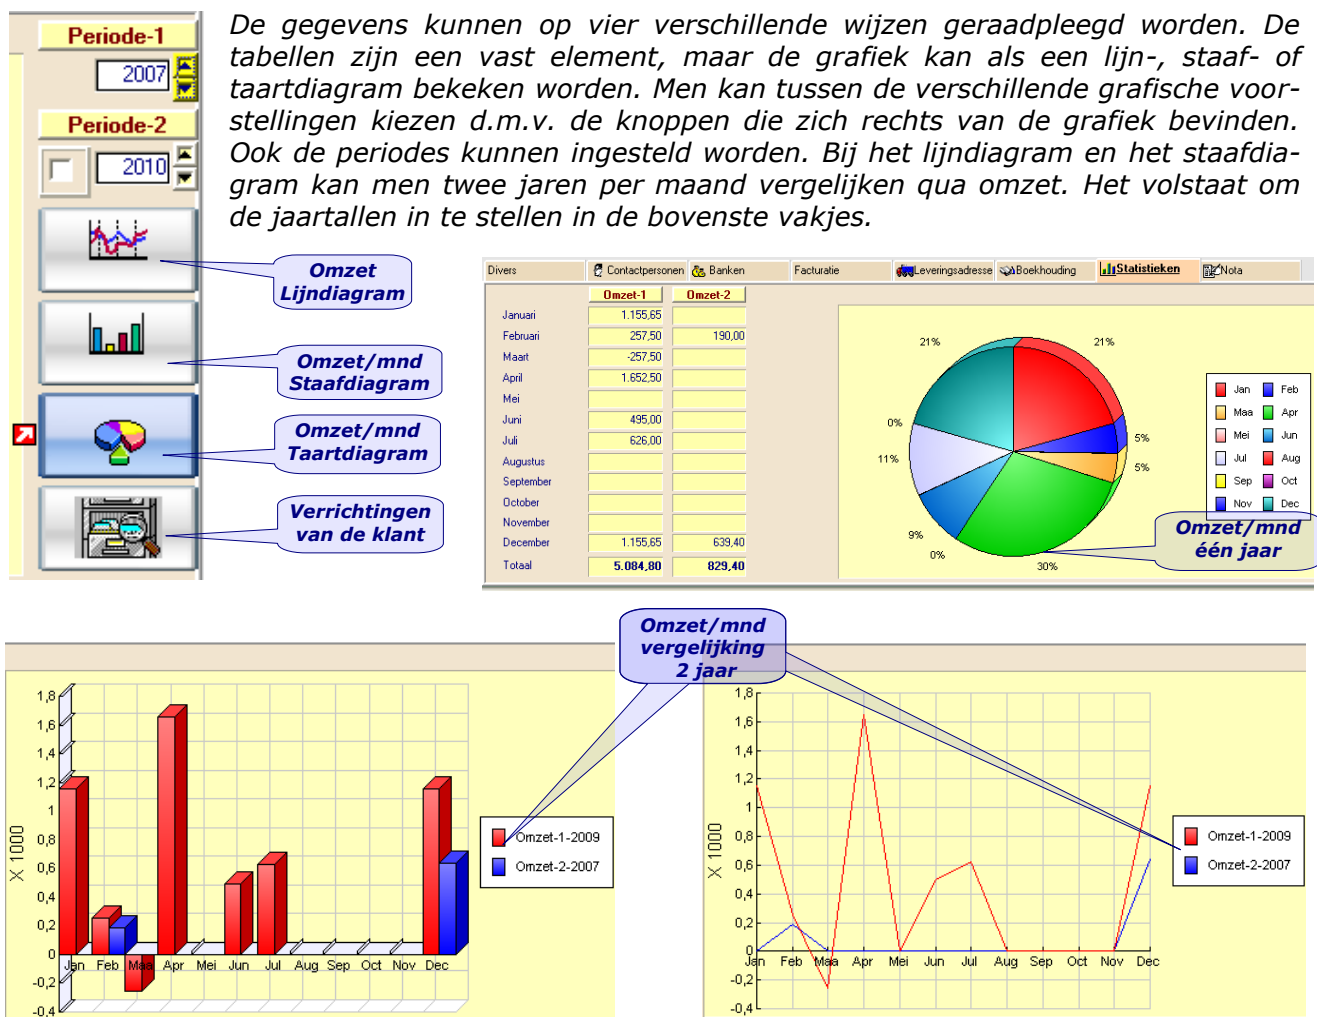 De gegevens kunnen op vier verschillende wijzen geraadpleegd worden. De
tabellen zijn een vast element, maar de grafiek kan als een lijn-, staaf- of
taartdiagram bekeken worden. Men kan tussen de verschillende grafische voor-
stellingen kiezen d.m.v. de knoppen die zich rechts van de grafiek bevinden.
Ook de periodes kunnen ingesteld worden. Bij het lijndiagram en het staafdia-
gram kan men twee jaren per maand vergelijken qua omzet. Het volstaat om
de jaartallen in te stellen in de bovenste vakjes.
Periode-1
2007
Periode-2
2010
Omzet
Lijndiagram
Omzet/mnd
Staafdiagram
Omzet/mnd
Taartdiagram
Verrichtingen
van de klant
Divers Contactpersonen Banken Facturatie Leveringsadresse Boekhouding Statistieken Nota
Omzet-1 Omzet-2
Januari 1.155,65
Februari 257,50 190,00
Maart -257,50
April 1.652,50
Mei
Juni 495,00
Juli 626,00
Augustus
September
October
November
December 1.155,65 639,40
Totaal 5.084,80 829,40
21%
21%
0%
5%
11%
5%
9%
0%
30%
Jan Feb
Maa Apr
Mei Jun
Jul Aug
Sep Oct
Nov Dec
Omzet/mnd
één jaar
Omzet/mnd
vergelijking
2 jaar
1,8
1,6
1,4
1,2
1
0,8
0,6
0,4
0,2
0
-0,2
-0,4
X 1000
Jan Feb Maa Apr Mei Jun Jul Aug Sep Oct Nov Dec
Omzet-1-2009
Omzet-2-2007
1,8
1,6
1,4
1,2
1
0,8
0,6
0,4
0,2
0
-0,2
-0,4
X 1000
Jan Feb Maa Apr Mei Jun Jul Aug Sep Oct Nov Dec
Omzet-1-2009
Omzet-2-2007